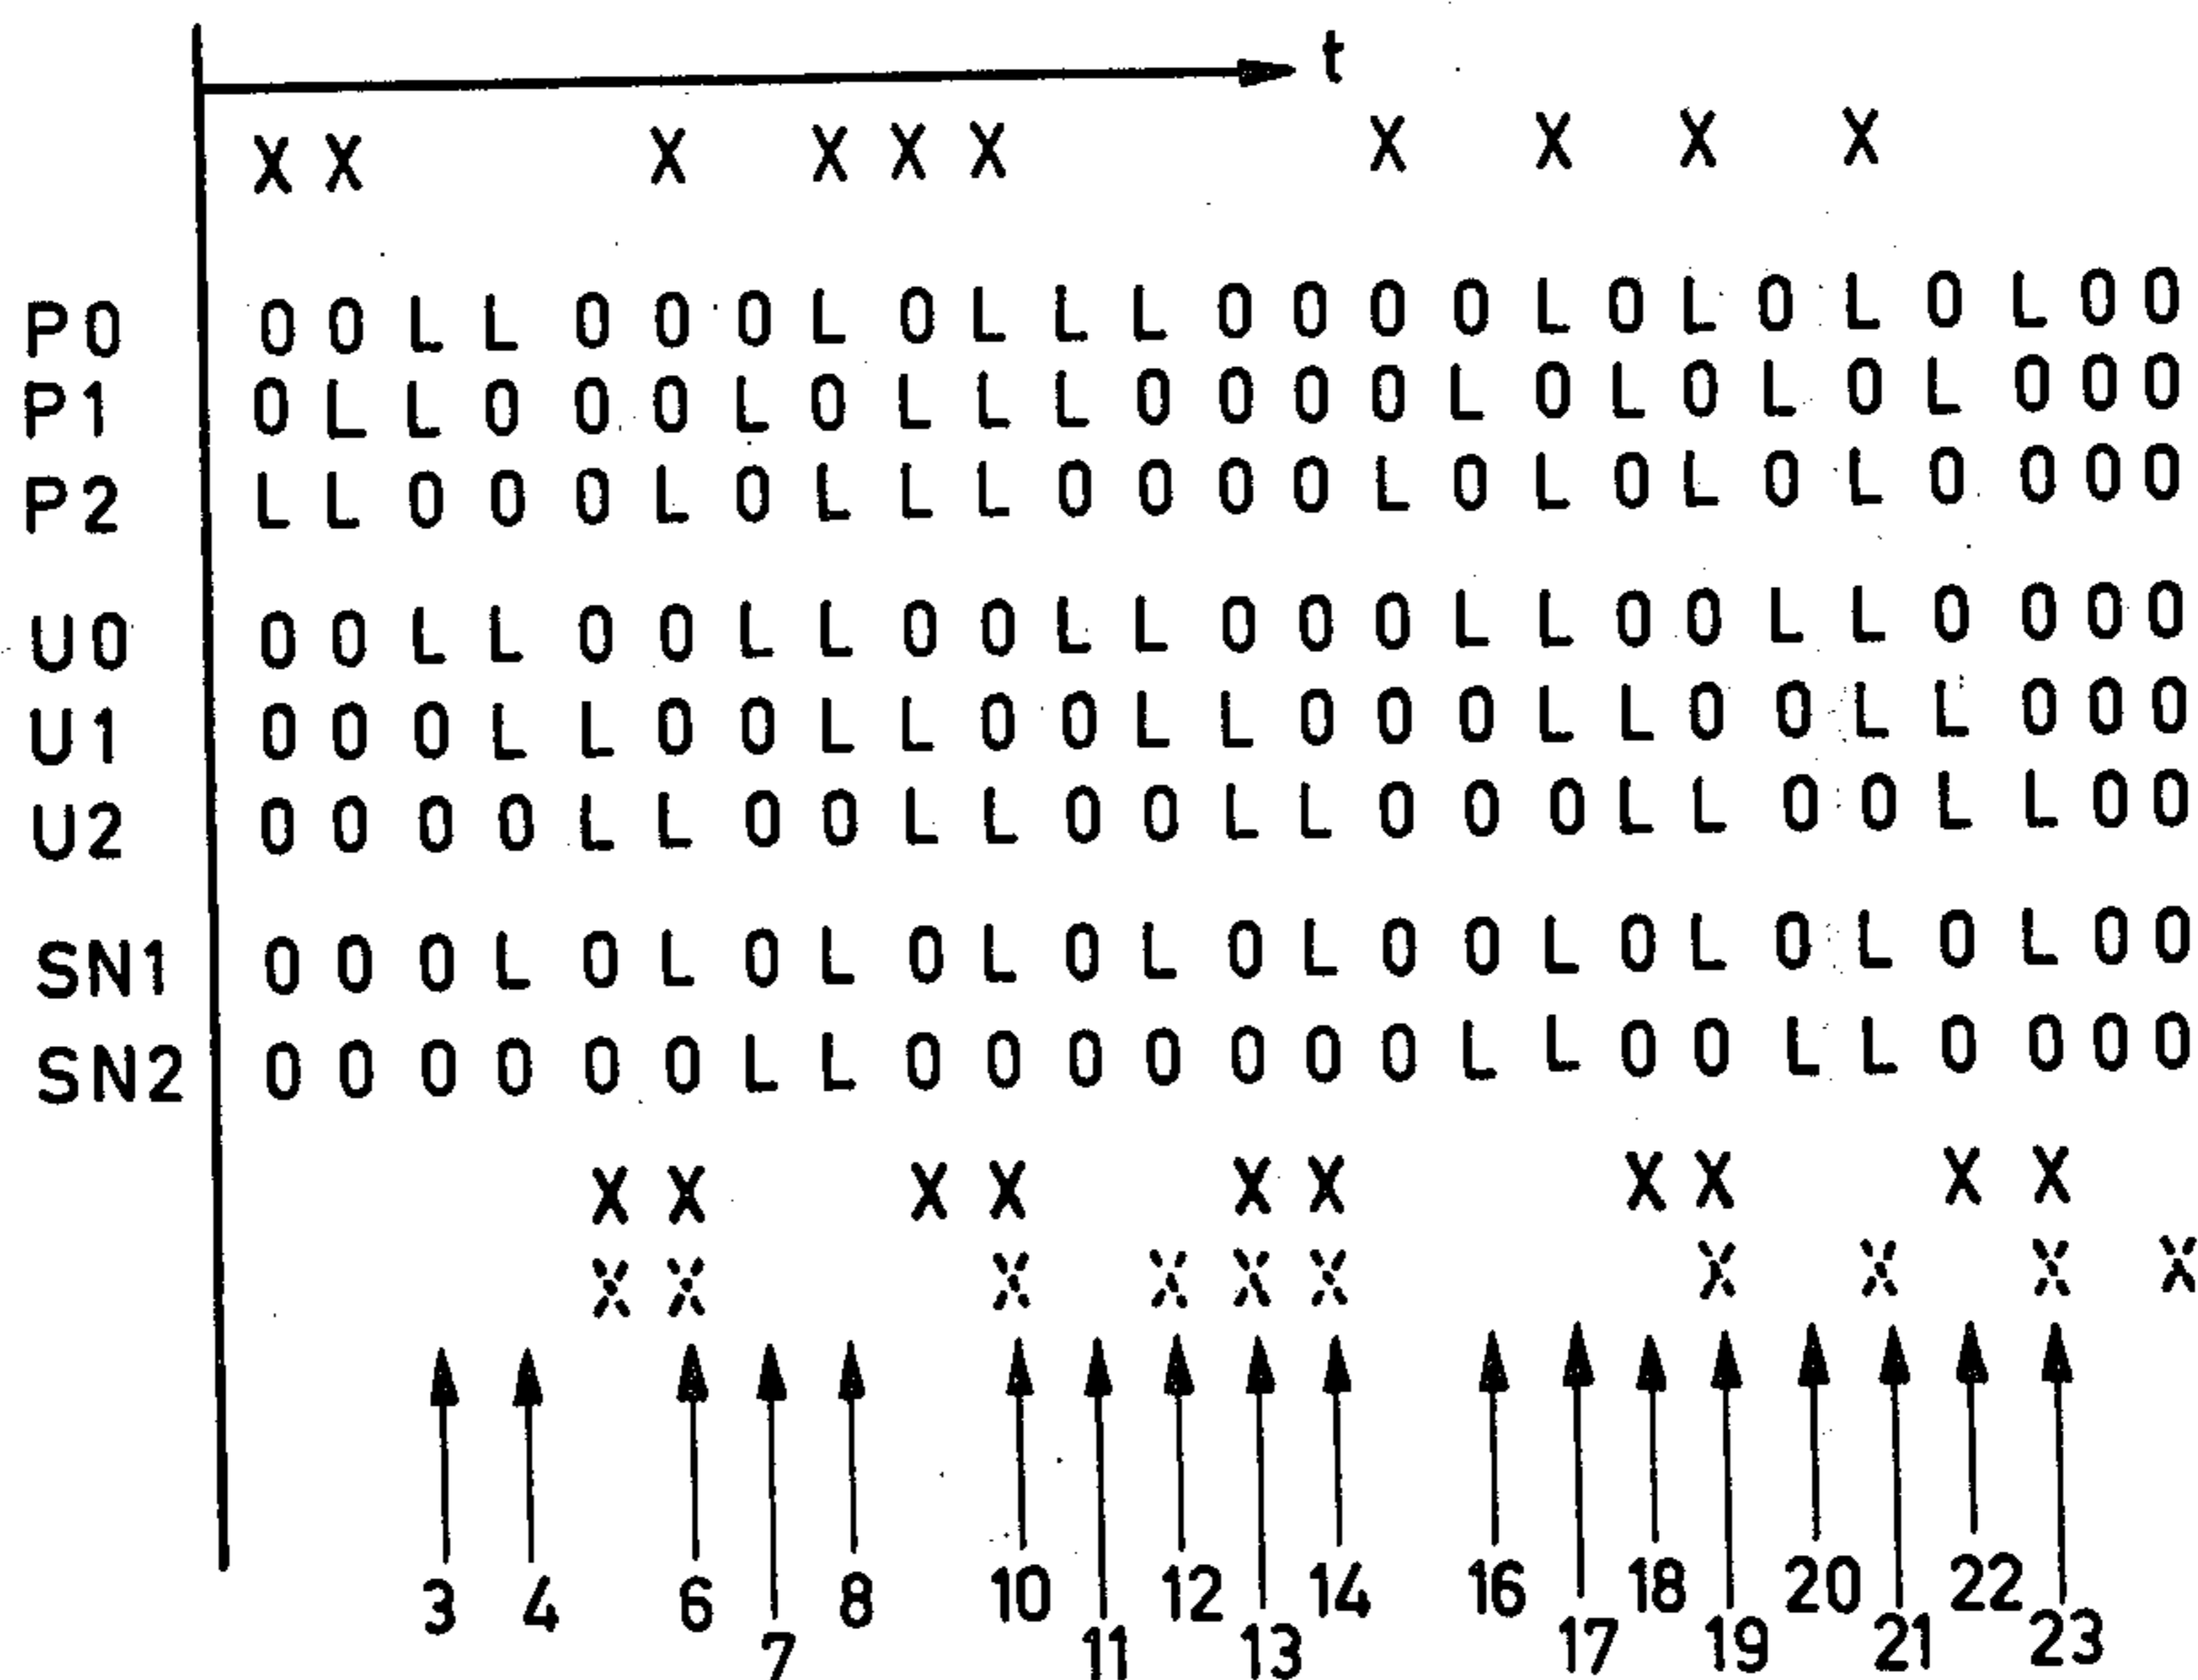 t
X X X X X X X X X X
P0 0 0 L L 0 0 0 L 0 L L L 0 0 0 0 L 0 L 0 L 0 L 0 0
P1 0 L L 0 0 0 L 0 L L L 0 0 0 0 L 0 L 0 L 0 L 0 0 0
P2 L L 0 0 0 L 0 L L L 0 0 0 0 L 0 L 0 L 0 L 0 0 0 0
U0 0 0 L L 0 0 L L 0 0 L L 0 0 0 L L 0 0 L L 0 0 0 0
U1 0 0 0 L L 0 0 L L 0 0 L L 0 0 0 L L 0 0 L L 0 0 0
U2 0 0 0 0 L L 0 0 L L 0 0 L L 0 0 0 L L 0 0 L L 0 0
SN1 0 0 0 L 0 L 0 L 0 L 0 L 0 L 0 0 L 0 L 0 L 0 L 0 0
SN2 0 0 0 0 0 0 L L 0 0 0 0 0 0 0 L L 0 0 L L 0 0 0 0
X X X X X X X X X X
X X X X X X X X X X
3 4 6 8 10 12 14 16 18 20 22
7 11 13 17 19 21 23